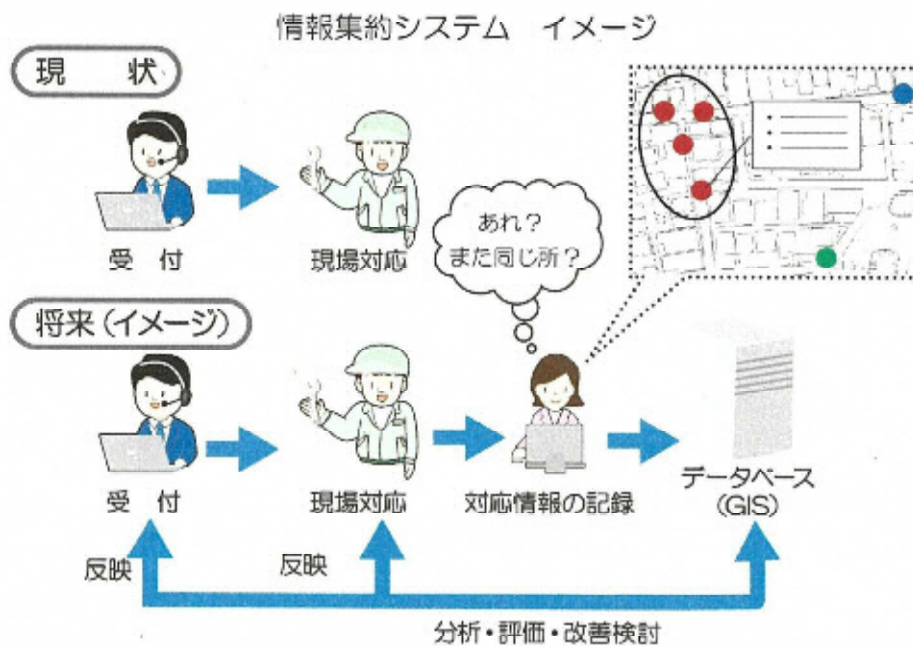 情報集約システム　イメージ
現　状
受　付
現場対応
あれ？
また同じ所？
将来（イメージ）
受　付
現場対応
対応情報の記録
データベース
（GIS）
反映
反映
分析・評価・改善検討